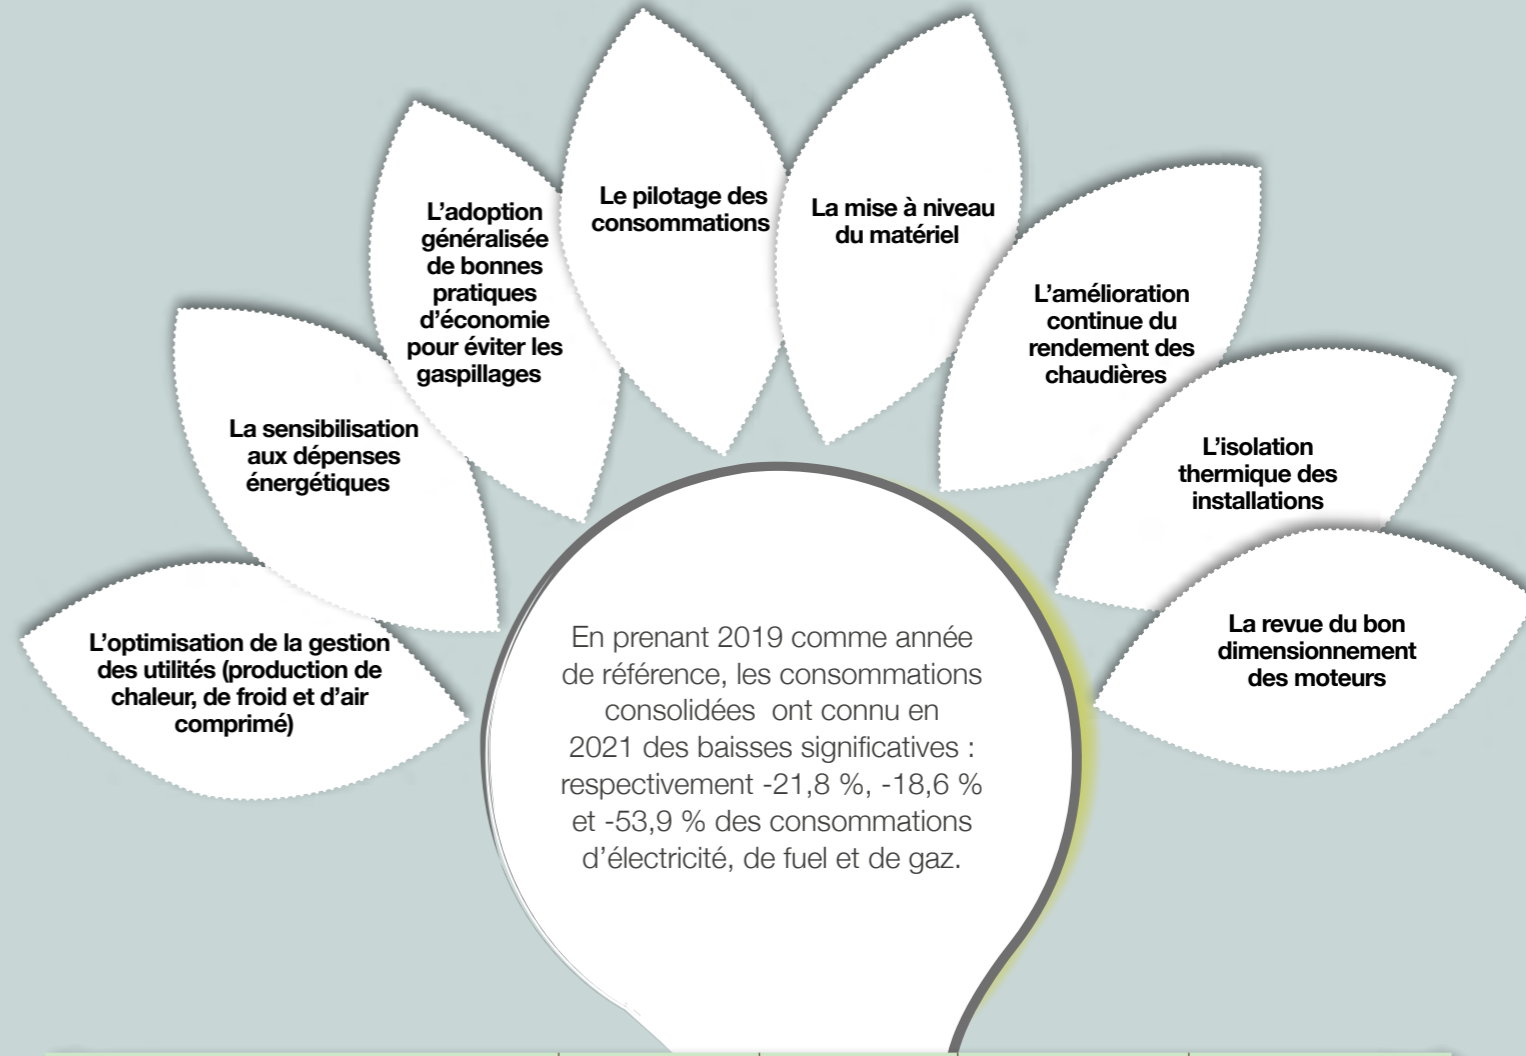 L'optimisation de la gestion
des utilités (production de
chaleur, de froid et d'air
comprimé)
La sensibilisation
aux dépenses
énergétiques
L'adoption
généralisée
de bonnes
pratiques
d'économie
pour éviter les
gaspillages
Le pilotage des
consommations
La mise à niveau
du matériel
L'amélioration
continue du
rendement des
chaudières
L'isolation
thermique des
installations
La revue du bon
dimensionnement
des moteurs
En prenant 2019 comme année
de référence, les consommations
consolidées ont connu en
2021 des baisses significatives :
respectivement -21,8 %, -18,6 %
et -53,9 % des consommations
d'électricité, de fuel et de gaz.